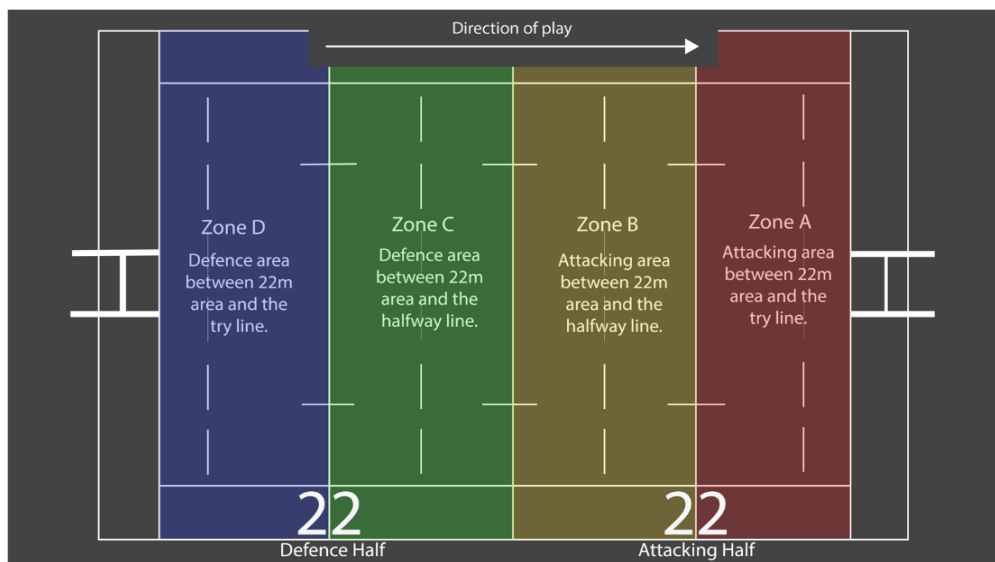 Direction of play
Zone D
Defence area
between 22m
area and the
try line.
Zone C
Defence area
between 22m
area and the
halfway line.
Zone B
Attacking area
between 22m
area and the
halfway line.
Zone A
Attacking area
between 22m
area and the
try line.
22
22
Defence Half
Attacking Half